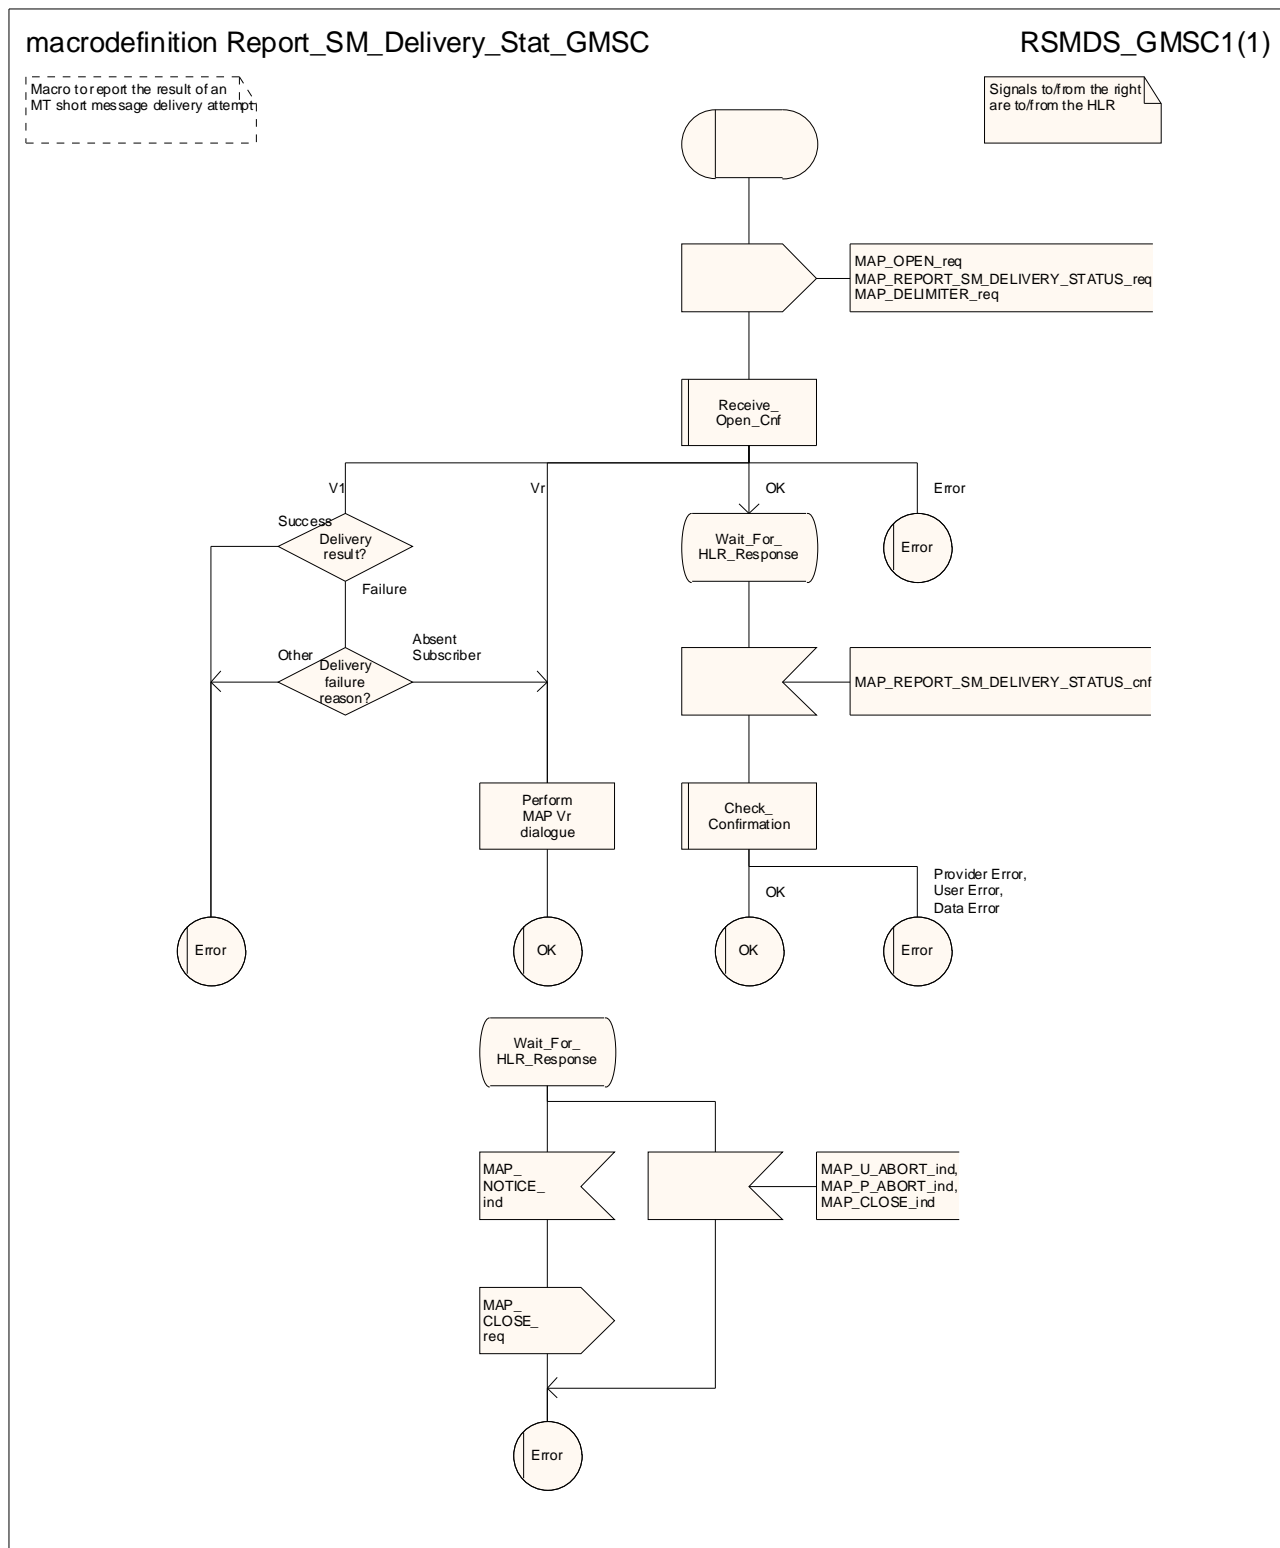 macrodefinition Report_SM_Delivery_Stat_GMSC
RSMDS_GMSC1(1)
Macro to report the result of an
MT short message delivery attempt
Signals to/from the right
are to/from the HLR
MAP_OPEN_req
MAP_REPORT_SM_DELIVERY_STATUS_req
MAP_DELIMITER_req
Receive_
Open_Cnf
V1
Vr
OK
Error
Success
Delivery
result?
Wait_For_
HLR_Response
Error
Failure
Other
Delivery
failure
reason?
Absent
Subscriber
MAP_REPORT_SM_DELIVERY_STATUS_cnf
Perform
MAP Vr
dialogue
Check_
Confirmation
OK
Provider Error,
User Error,
Data Error
Error
OK
OK
Error
Wait_For_
HLR_Response
MAP_
NOTICE_
ind
MAP_U_ABORT_ind,
MAP_P_ABORT_ind,
MAP_CLOSE_ind
MAP_
CLOSE_
req
Error